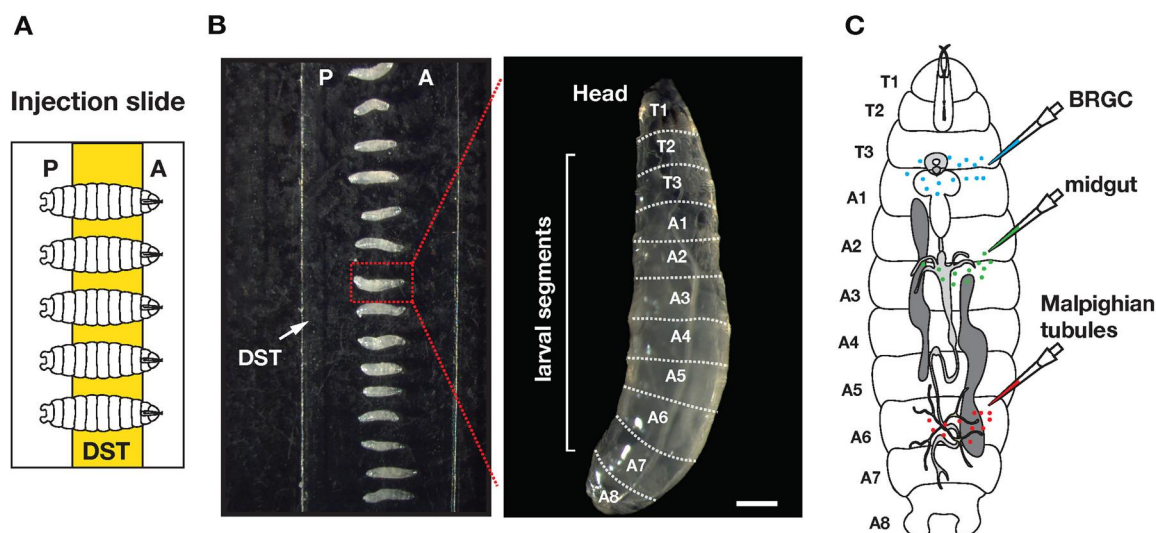 A
Injection slide
P
A
DST
B
P
A
DST
Head
T1
T2
T3
A1
A2
A3
A4
A5
A6
A7
A8
larval segments
C
T1
T2
T3
A1
A2
A3
A4
A5
A6
A7
A8
BRGC
midgut
Malpighian
tubules